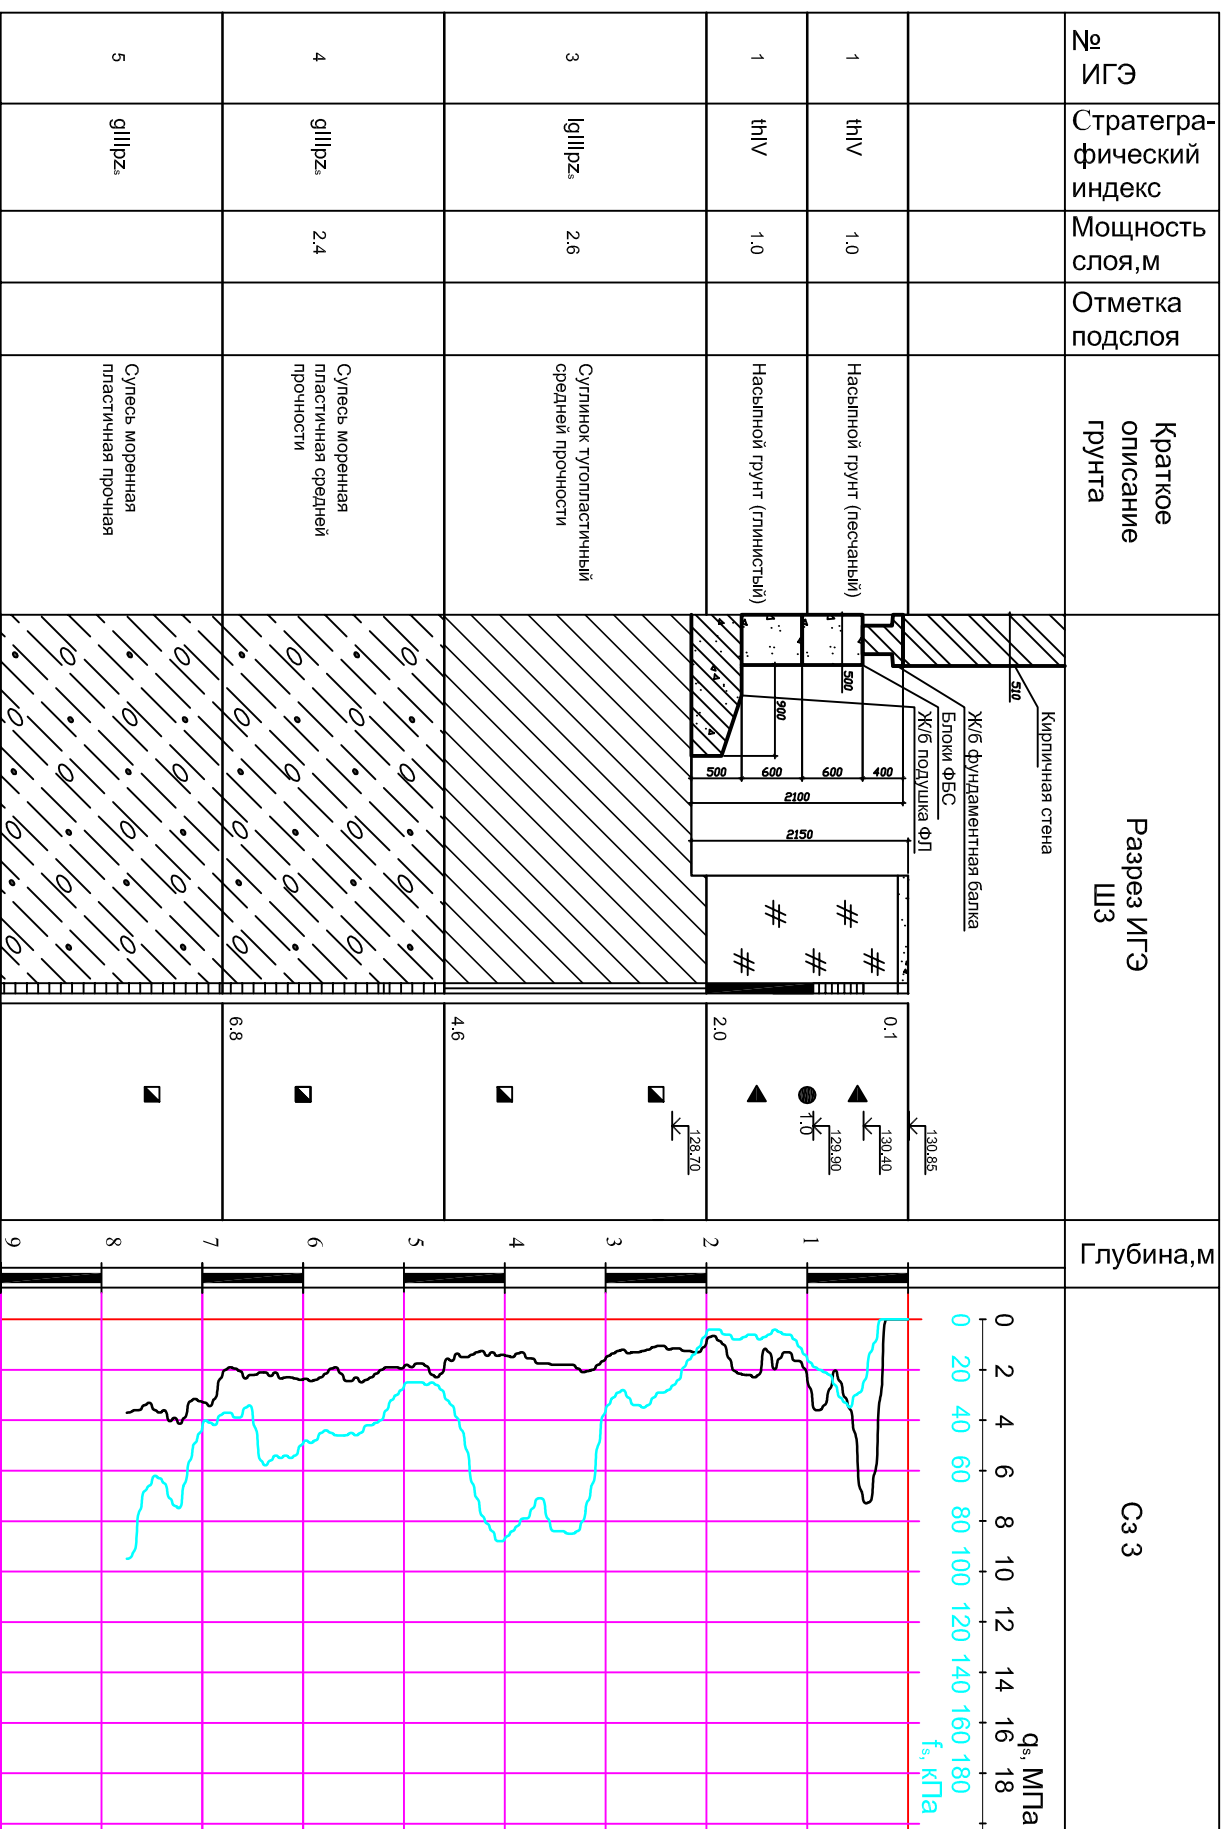 №
ИГЭ
Стратегра-
фический
индекс
Мощность
слоя,м
Отметка
подслоя
Краткое
описание
грунта
Разрез ИГЭ
Ш3
Глубина,м
Сз 3
1
thIV
1.0
Насыпной грунт (песчаный)
1
thIV
1.0
Насыпной грунт (глинистый)
3
lgIIIpzs
2.6
Суглинок тугопластичный
средней прочности
4
gIIIpzs
2.4
Супесь моренная
пластичная средней
прочности
5
gIIIpzs
Супесь моренная
пластичная прочная
510
Кирпичная стена
Ж/б фундаментная балка
Блоки ФБС
Ж/б подушка ФЛ
500
900
400
600
600
500
2100
2150
0.1
2.0
4.6
6.8
1.0
130.85
130.40
129.90
128.70
1
2
3
4
5
6
7
8
9
qs, МПа
0 2 4 6 8 10 12 14 16 18
0 20 40 60 80 100 120 140 160 180
fs, кПа